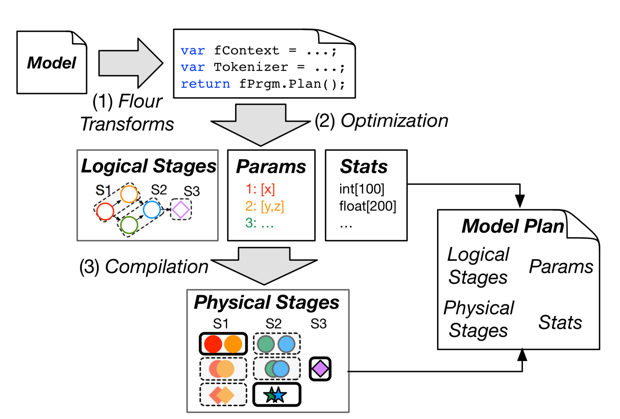 Model
(1) Flour
Transforms
var fContext = ...;
var Tokenizer = ...;
return fPrgm.Plan();
(2) Optimization
Logical Stages
S1
S2
S3
Params
1: [x]
2: [y,z]
3: ...
Stats
int[100]
float[200]
...
(3) Compilation
Physical Stages
S1
S2
S3
Model Plan
Logical
Stages
Params
Physical
Stages
Stats